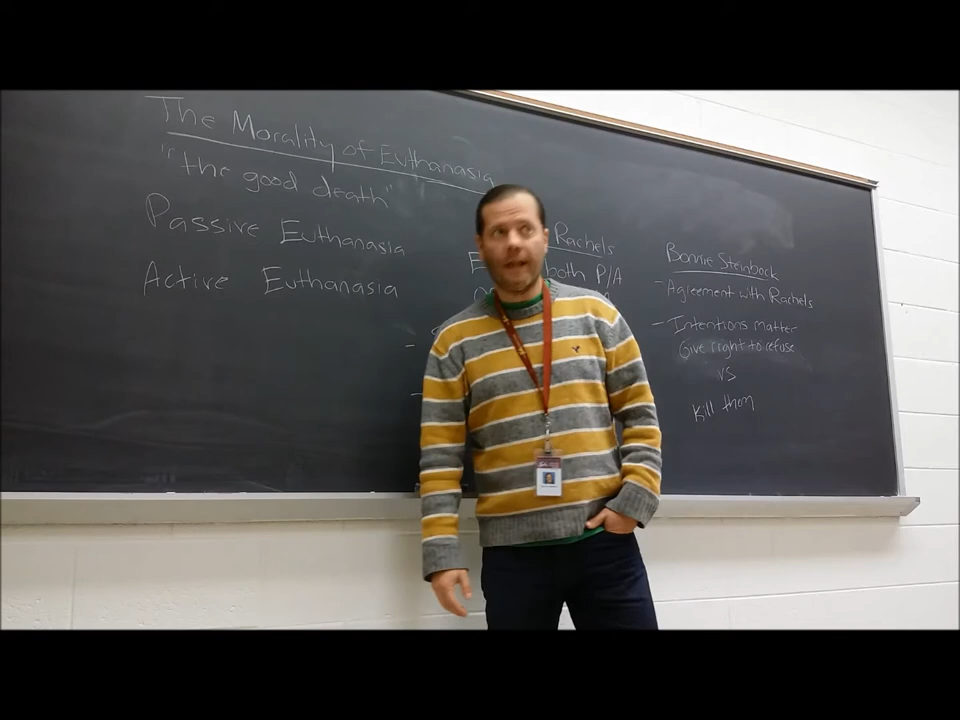 The Morality of Euthanasia
"the good death"
Passive Euthanasia
Active Euthanasia
Rachels
both P/A
Bonnie Steinbock
- Agreement with Rachels
- Intentions matter
Give right to refuse
vs
Kill them